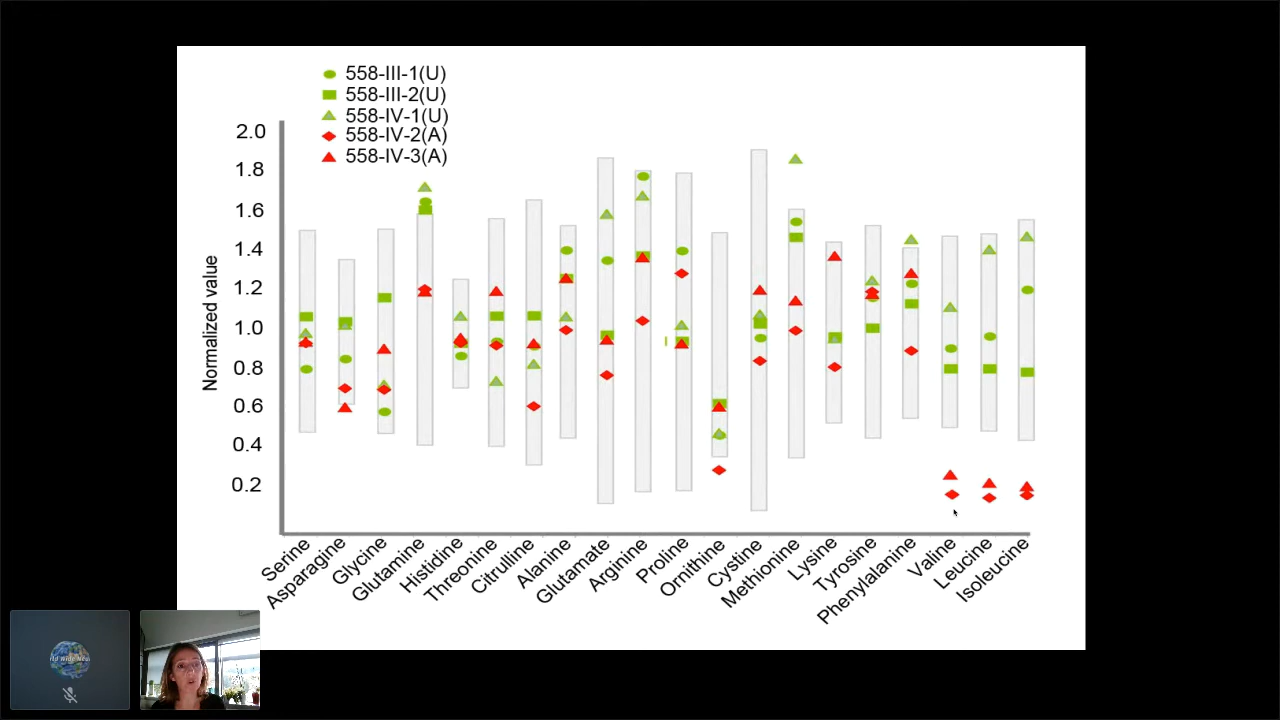 558-III-1(U)
558-III-2(U)
558-IV-1(U)
558-IV-2(A)
558-IV-3(A)
2.0
1.8
1.6
1.4
1.2
1.0
0.8
0.6
0.4
0.2
Normalized value
Serine
Asparagine
Glycine
Glutamine
Histidine
Threonine
Citrulline
Alanine
Glutamate
Arginine
Proline
Ornithine
Cystine
Methionine
Lysine
Tyrosine
Phenylalanine
Valine
Leucine
Isoleucine